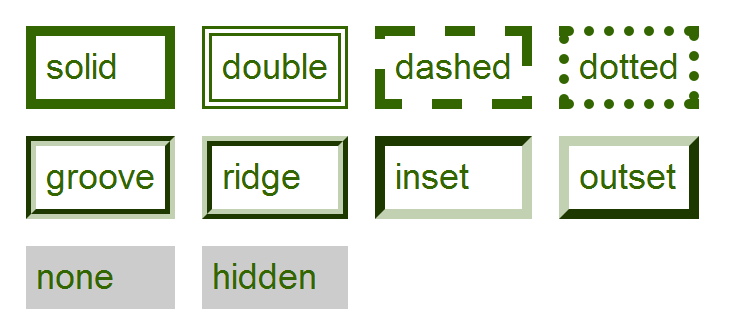 solid double dashed dotted
groove ridge inset outset
none hidden